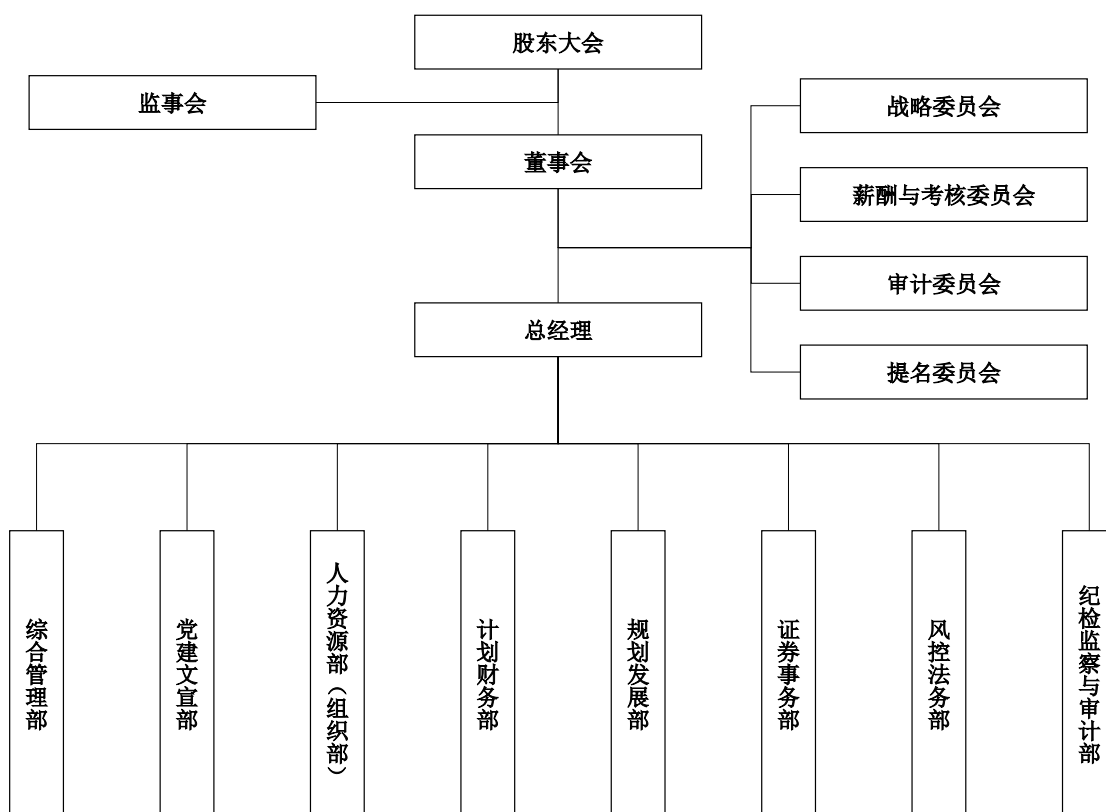 股东大会
监事会
战略委员会
董事会
薪酬与考核委员会
审计委员会
总经理
提名委员会
综合管理部
党建文宣部
人力资源部（组织部）
计划财务部
规划发展部
证券事务部
风控法务部
纪检监察与审计部